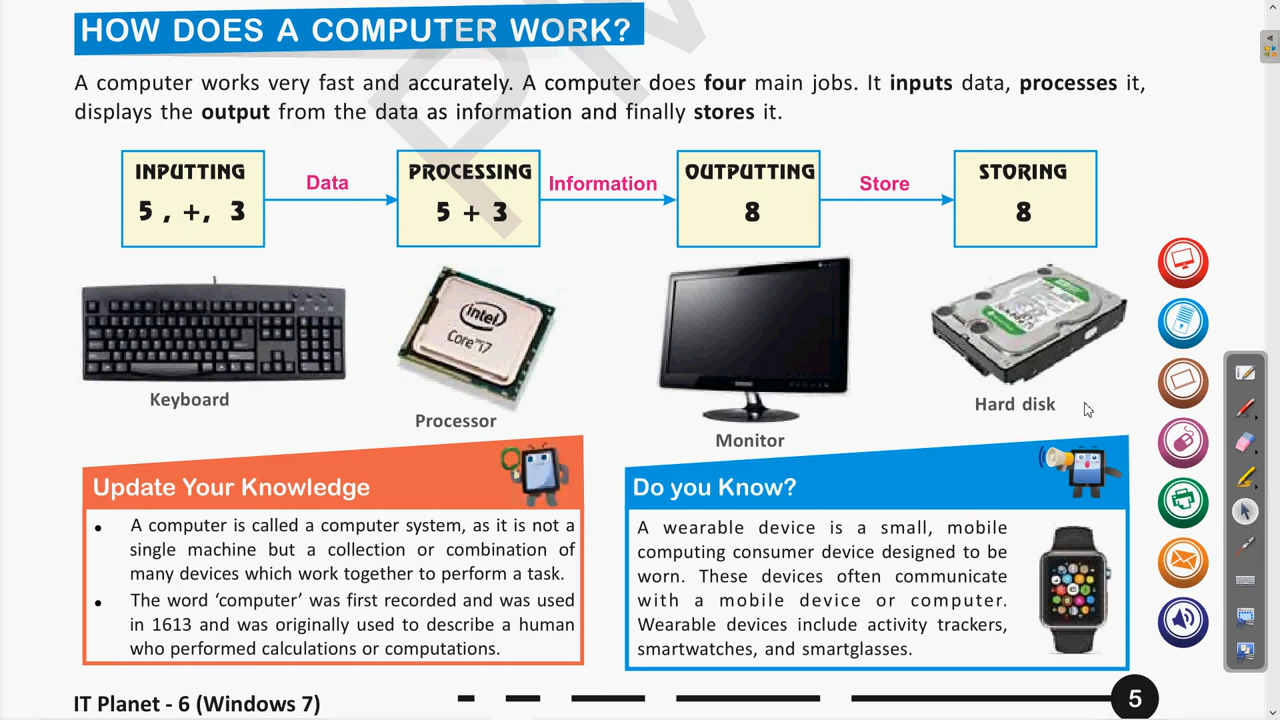 HOW DOES A COMPUTER WORK?
A computer works very fast and accurately. A computer does four main jobs. It inputs data, processes it,
displays the output from the data as information and finally stores it.
INPUTTING
5 , +, 3
Data
PROCESSING
5 + 3
Information
OUTPUTTING
8
Store
STORING
8
intel
Core i7
Keyboard
Processor
Monitor
Hard disk
Update Your Knowledge
• A computer is called a computer system, as it is not a
single machine but a collection or combination of
many devices which work together to perform a task.
• The word ‘computer’ was first recorded and was used
in 1613 and was originally used to describe a human
who performed calculations or computations.
Do you Know?
A wearable device is a small, mobile
computing consumer device designed to be
worn. These devices often communicate
with a mobile device or computer.
Wearable devices include activity trackers,
smartwatches, and smartglasses.
IT Planet - 6 (Windows 7)
5